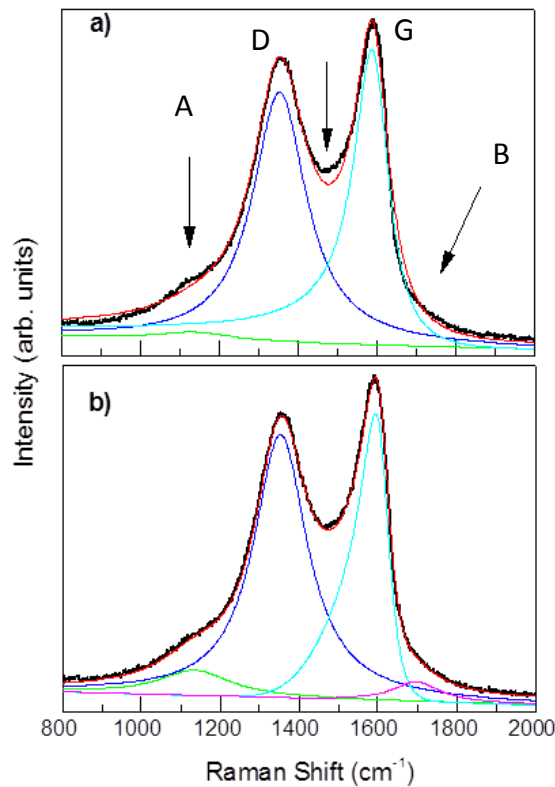 a)
D
G
A
B
b)
Intensity (arb. units)
800 1000 1200 1400 1600 1800 2000
Raman Shift (cm⁻¹)